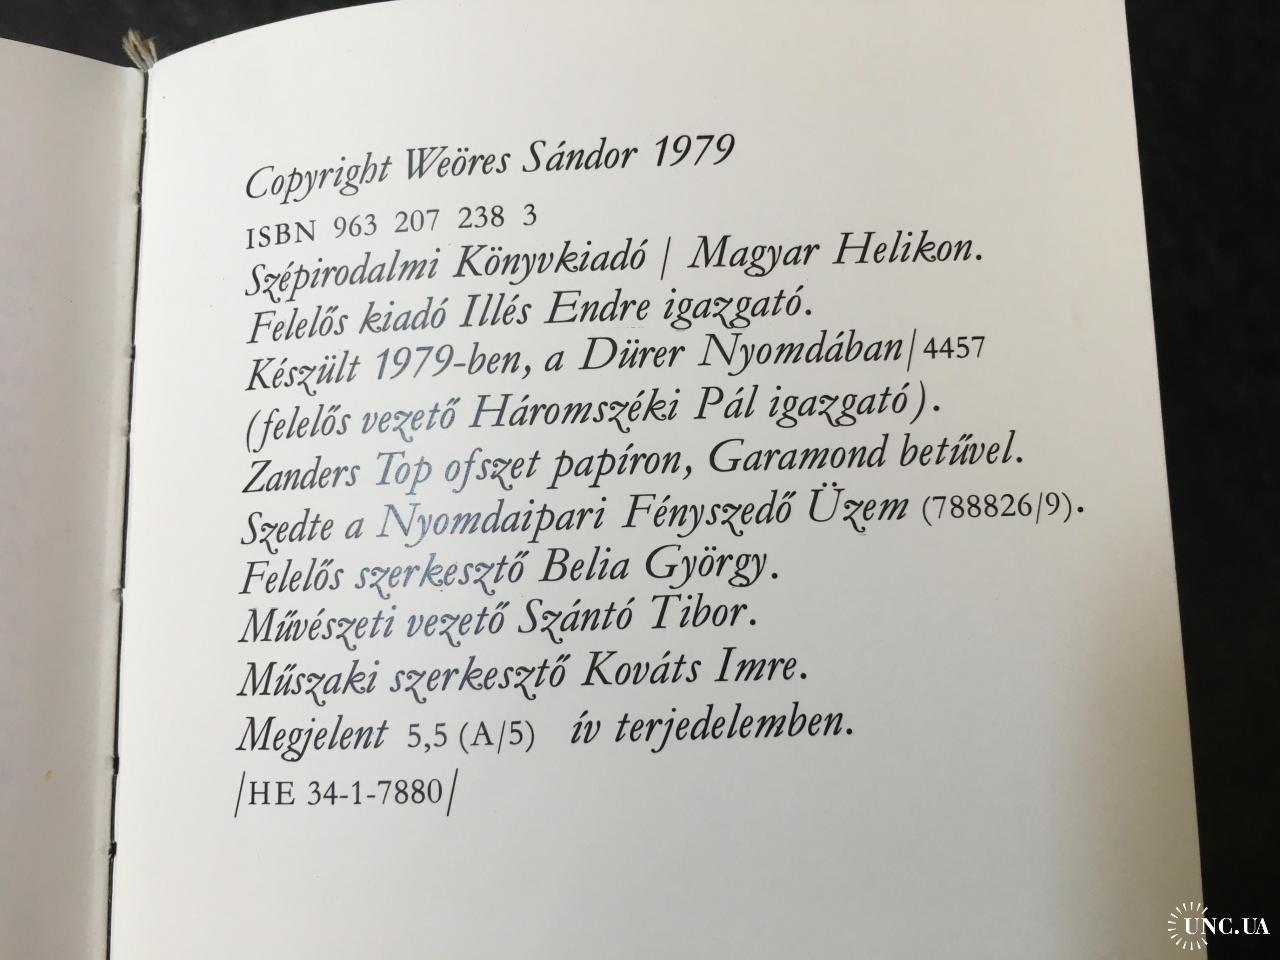 Copyright Weöres Sándor 1979
ISBN 963 207 238 3
Szépirodalmi Könyvkiadó | Magyar Helikon.
Felelős kiadó Illés Endre igazgató.
Készült 1979-ben, a Dürer Nyomdában|4457
(felelős vezető Háromszéki Pál igazgató).
Zanders Top ofszet papíron, Garamond betűvel.
Szedte a Nyomdaipari Fényszedő Üzem (788826/9).
Felelős szerkesztő Belia György.
Művészeti vezető Szántó Tibor.
Műszaki szerkesztő Kováts Imre.
Megjelent 5,5 (A/5) ív terjedelemben.
/HE 34-1-7880/
UNC.UA